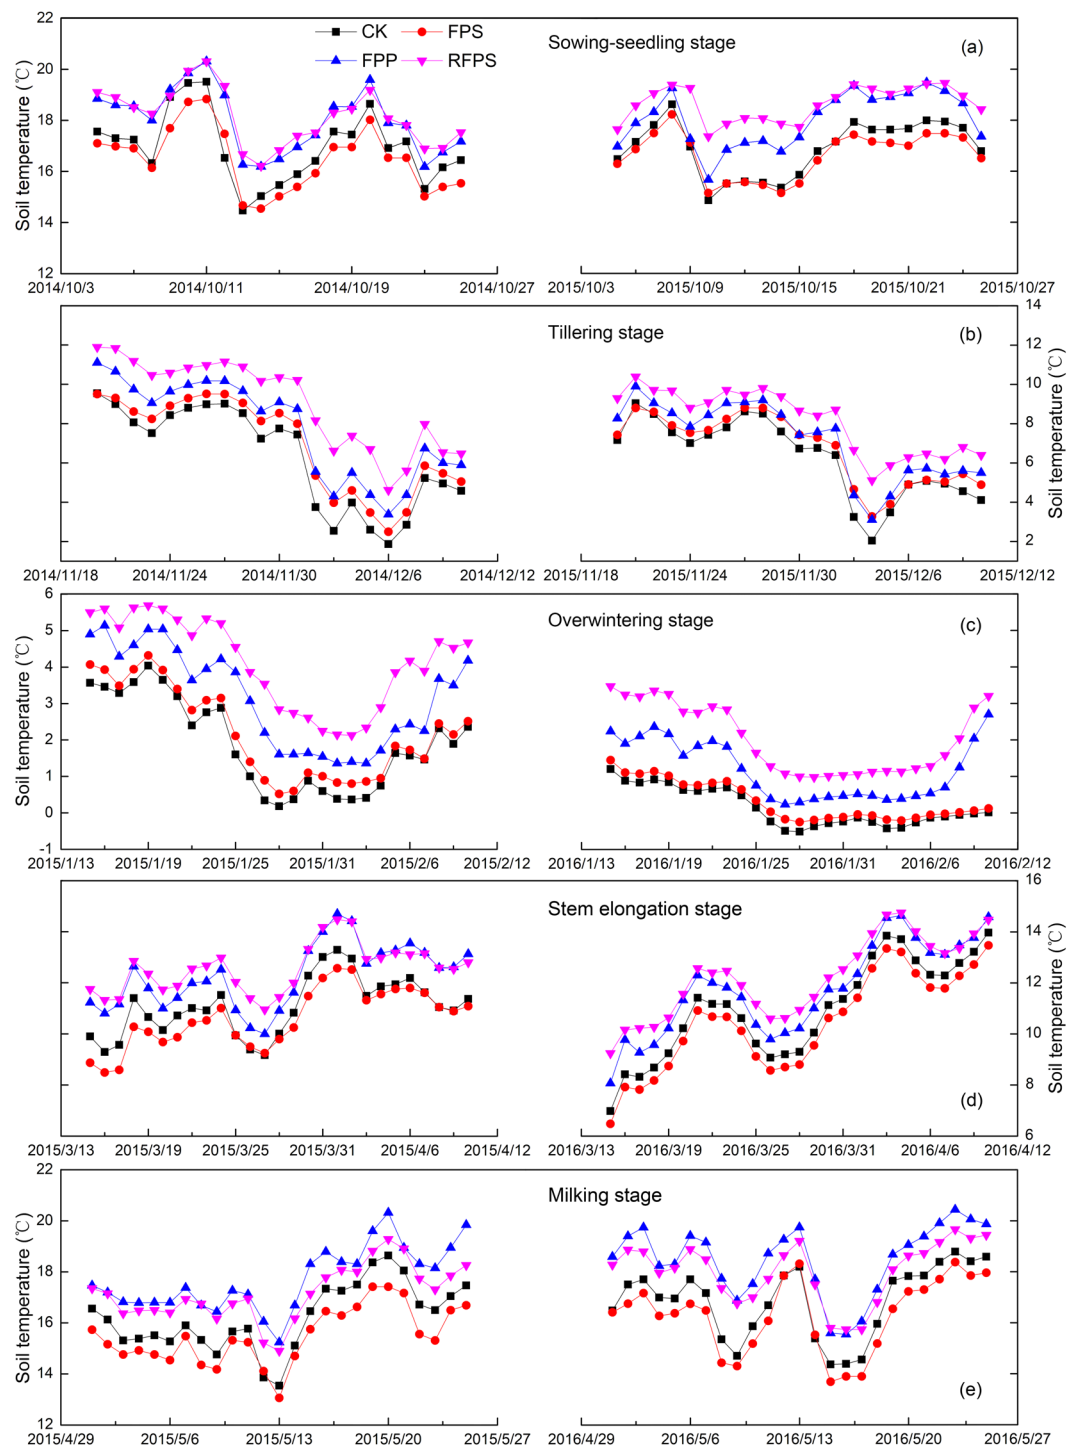 CK FPS
FPP RFPS
Sowing-seedling stage (a)
Soil temperature (℃)
22
20
18
16
14
12
2014/10/3 2014/10/11 2014/10/19 2014/10/27 2015/10/3 2015/10/9 2015/10/15 2015/10/21 2015/10/27
Tillering stage (b)
14
12
10
8
6
4
2
Soil temperature (℃)
2014/11/18 2014/11/24 2014/11/30 2014/12/6 2014/12/12 2015/11/18 2015/11/24 2015/11/30 2015/12/6 2015/12/12
Overwintering stage (c)
Soil temperature (℃)
6
5
4
3
2
1
0
-1
2015/1/13 2015/1/19 2015/1/25 2015/1/31 2015/2/6 2015/2/12 2016/1/13 2016/1/19 2016/1/25 2016/1/31 2016/2/6 2016/2/12
Stem elongation stage
16
14
12
10
8
6
Soil temperature (℃)
(d)
2015/3/13 2015/3/19 2015/3/25 2015/3/31 2015/4/6 2015/4/12 2016/3/13 2016/3/19 2016/3/25 2016/3/31 2016/4/6 2016/4/12
Milking stage
Soil temperature (℃)
22
20
18
16
14
12
(e)
2015/4/29 2015/5/6 2015/5/13 2015/5/20 2015/5/27 2016/4/29 2016/5/6 2016/5/13 2016/5/20 2016/5/27